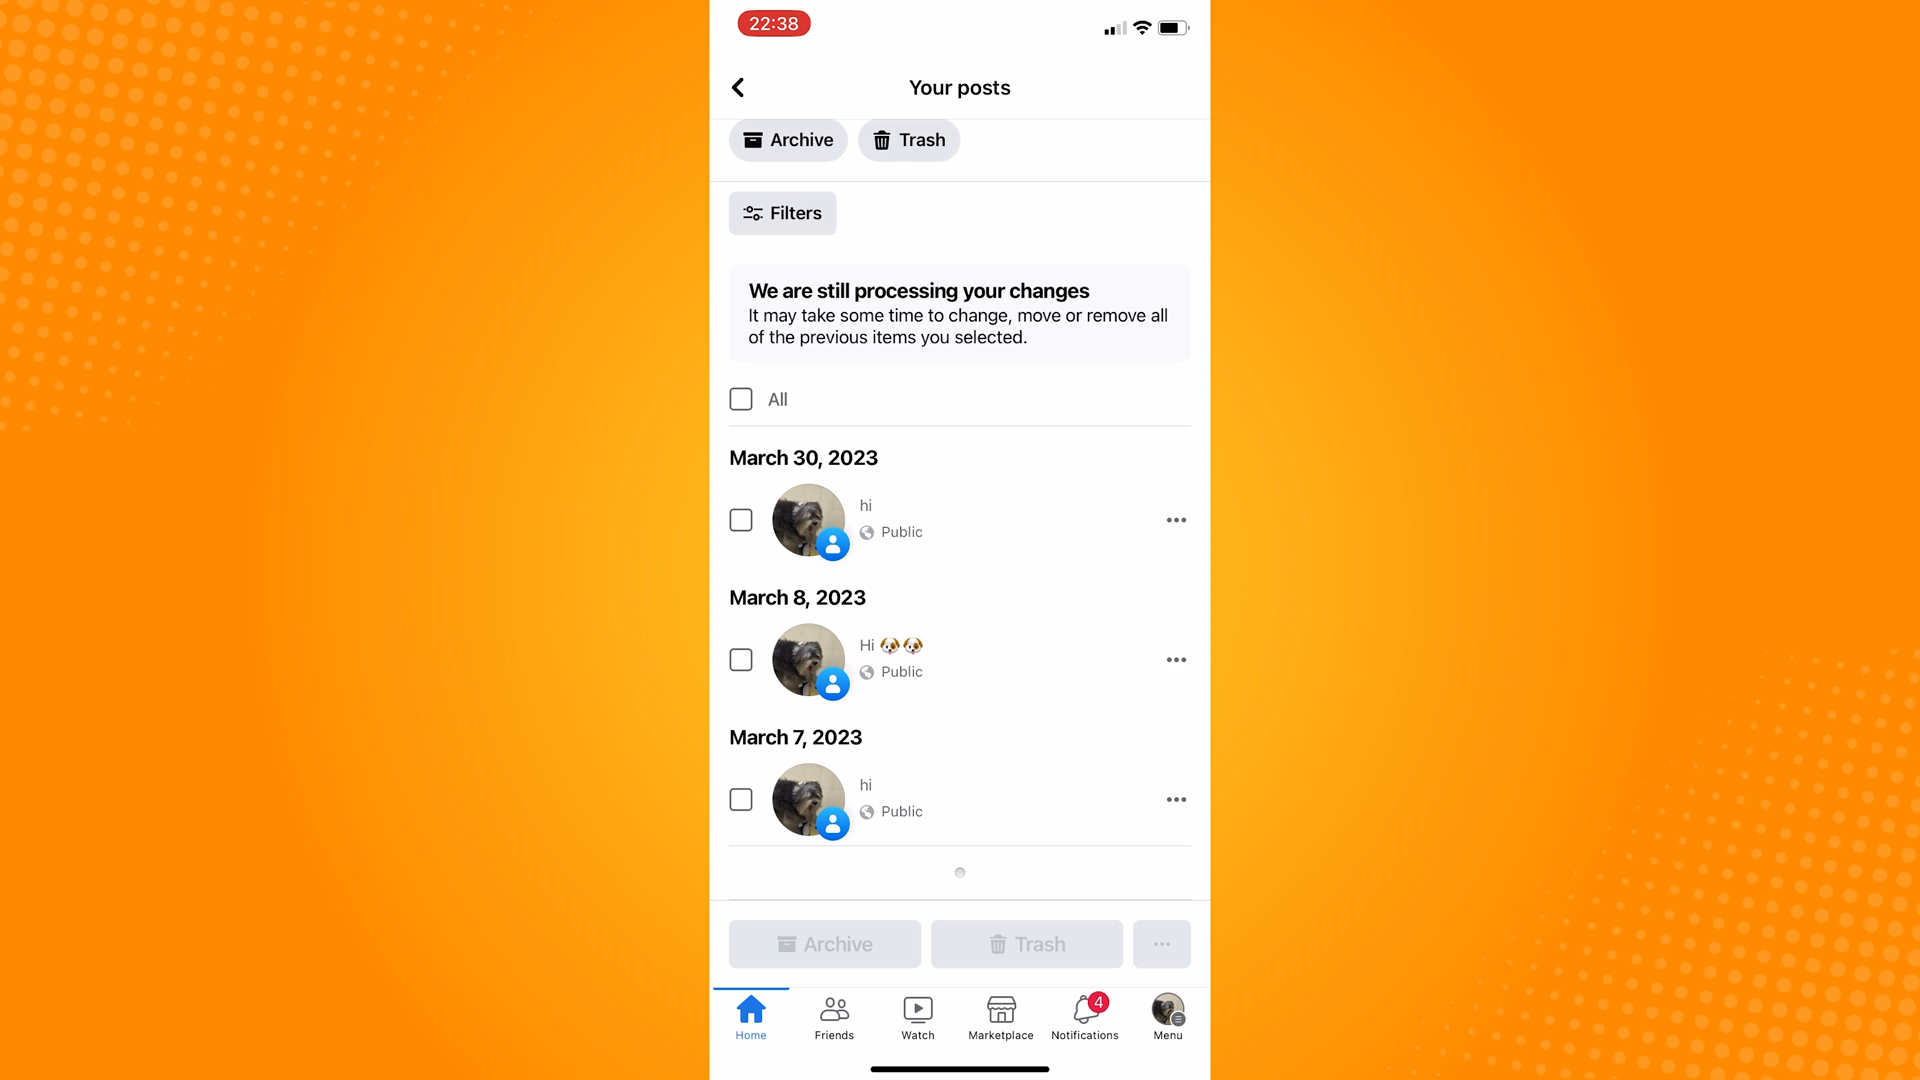 22:38
Your posts
Archive Trash
Filters
We are still processing your changes
It may take some time to change, move or remove all
of the previous items you selected.
All
March 30, 2023
hi
Public
March 8, 2023
Hi 🐶🐶
Public
March 7, 2023
hi
Public
Archive Trash
4
Home Friends Watch Marketplace Notifications Menu